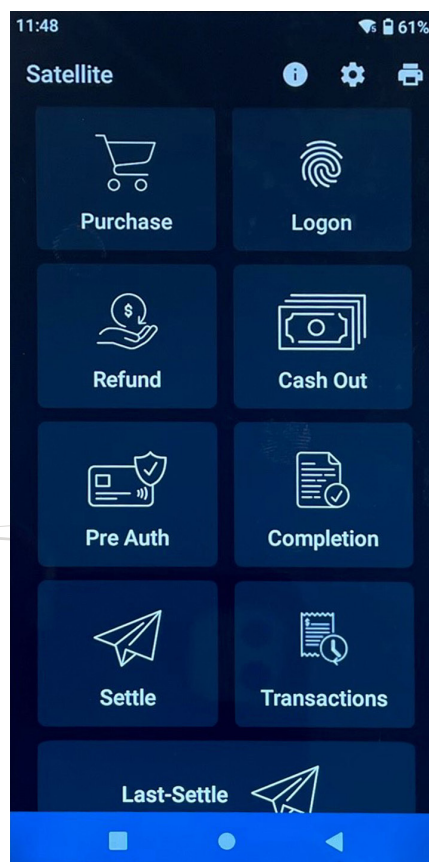 11:48 61%
Satellite
Purchase Logon
Refund Cash Out
Pre Auth Completion
Settle Transactions
Last-Settle